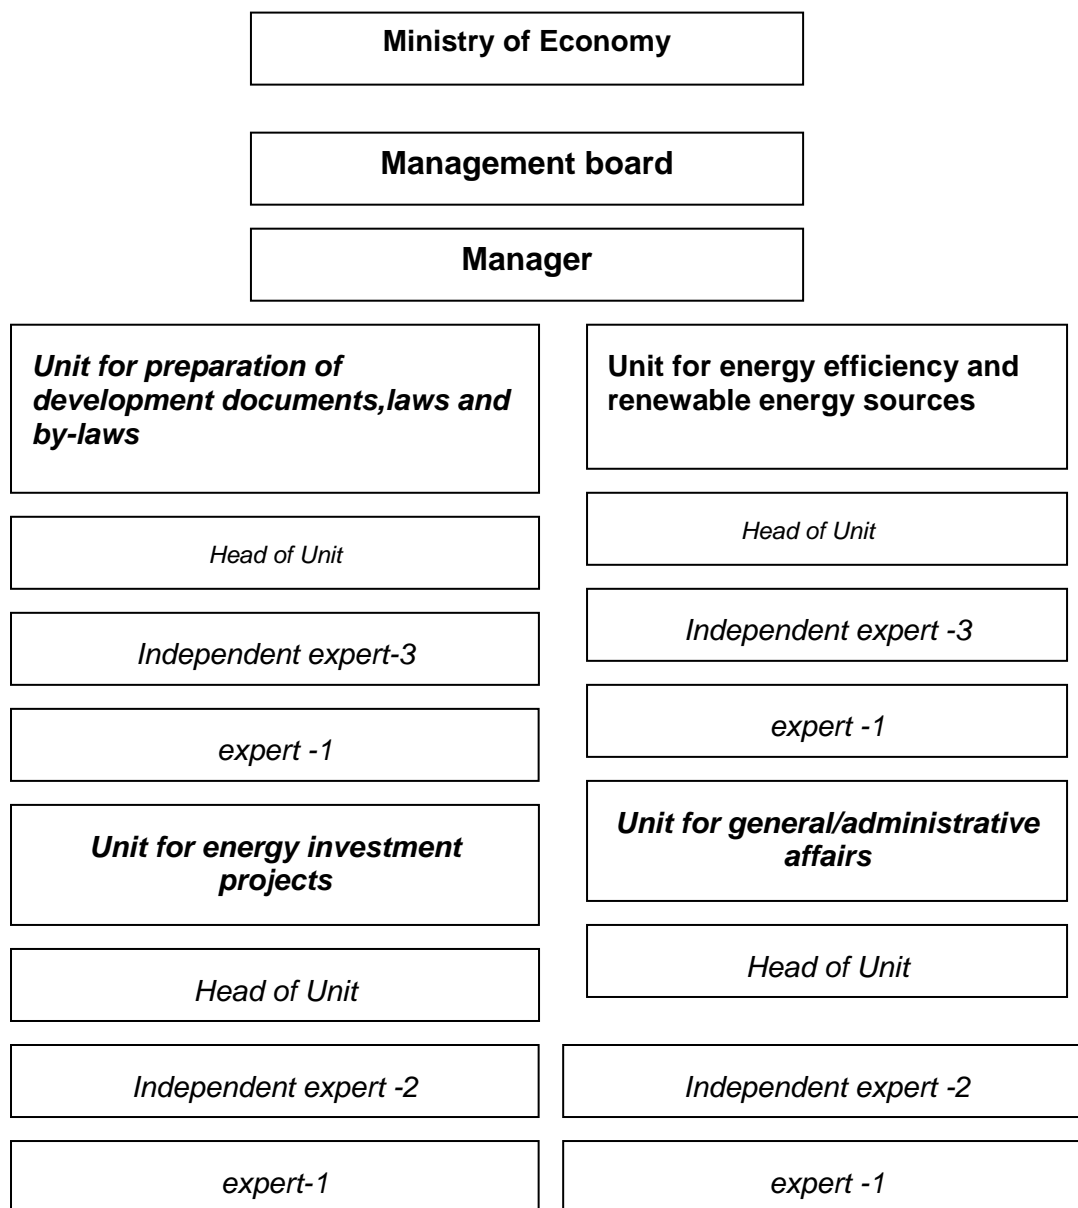 Ministry of Economy
Management board
Manager
Unit for preparation of
development documents,laws and
by-laws
Head of Unit
Independent expert-3
expert -1
Unit for energy investment
projects
Head of Unit
Independent expert -2
expert-1
Unit for energy efficiency and
renewable energy sources
Head of Unit
Independent expert -3
expert -1
Unit for general/administrative
affairs
Head of Unit
Independent expert -2
expert -1